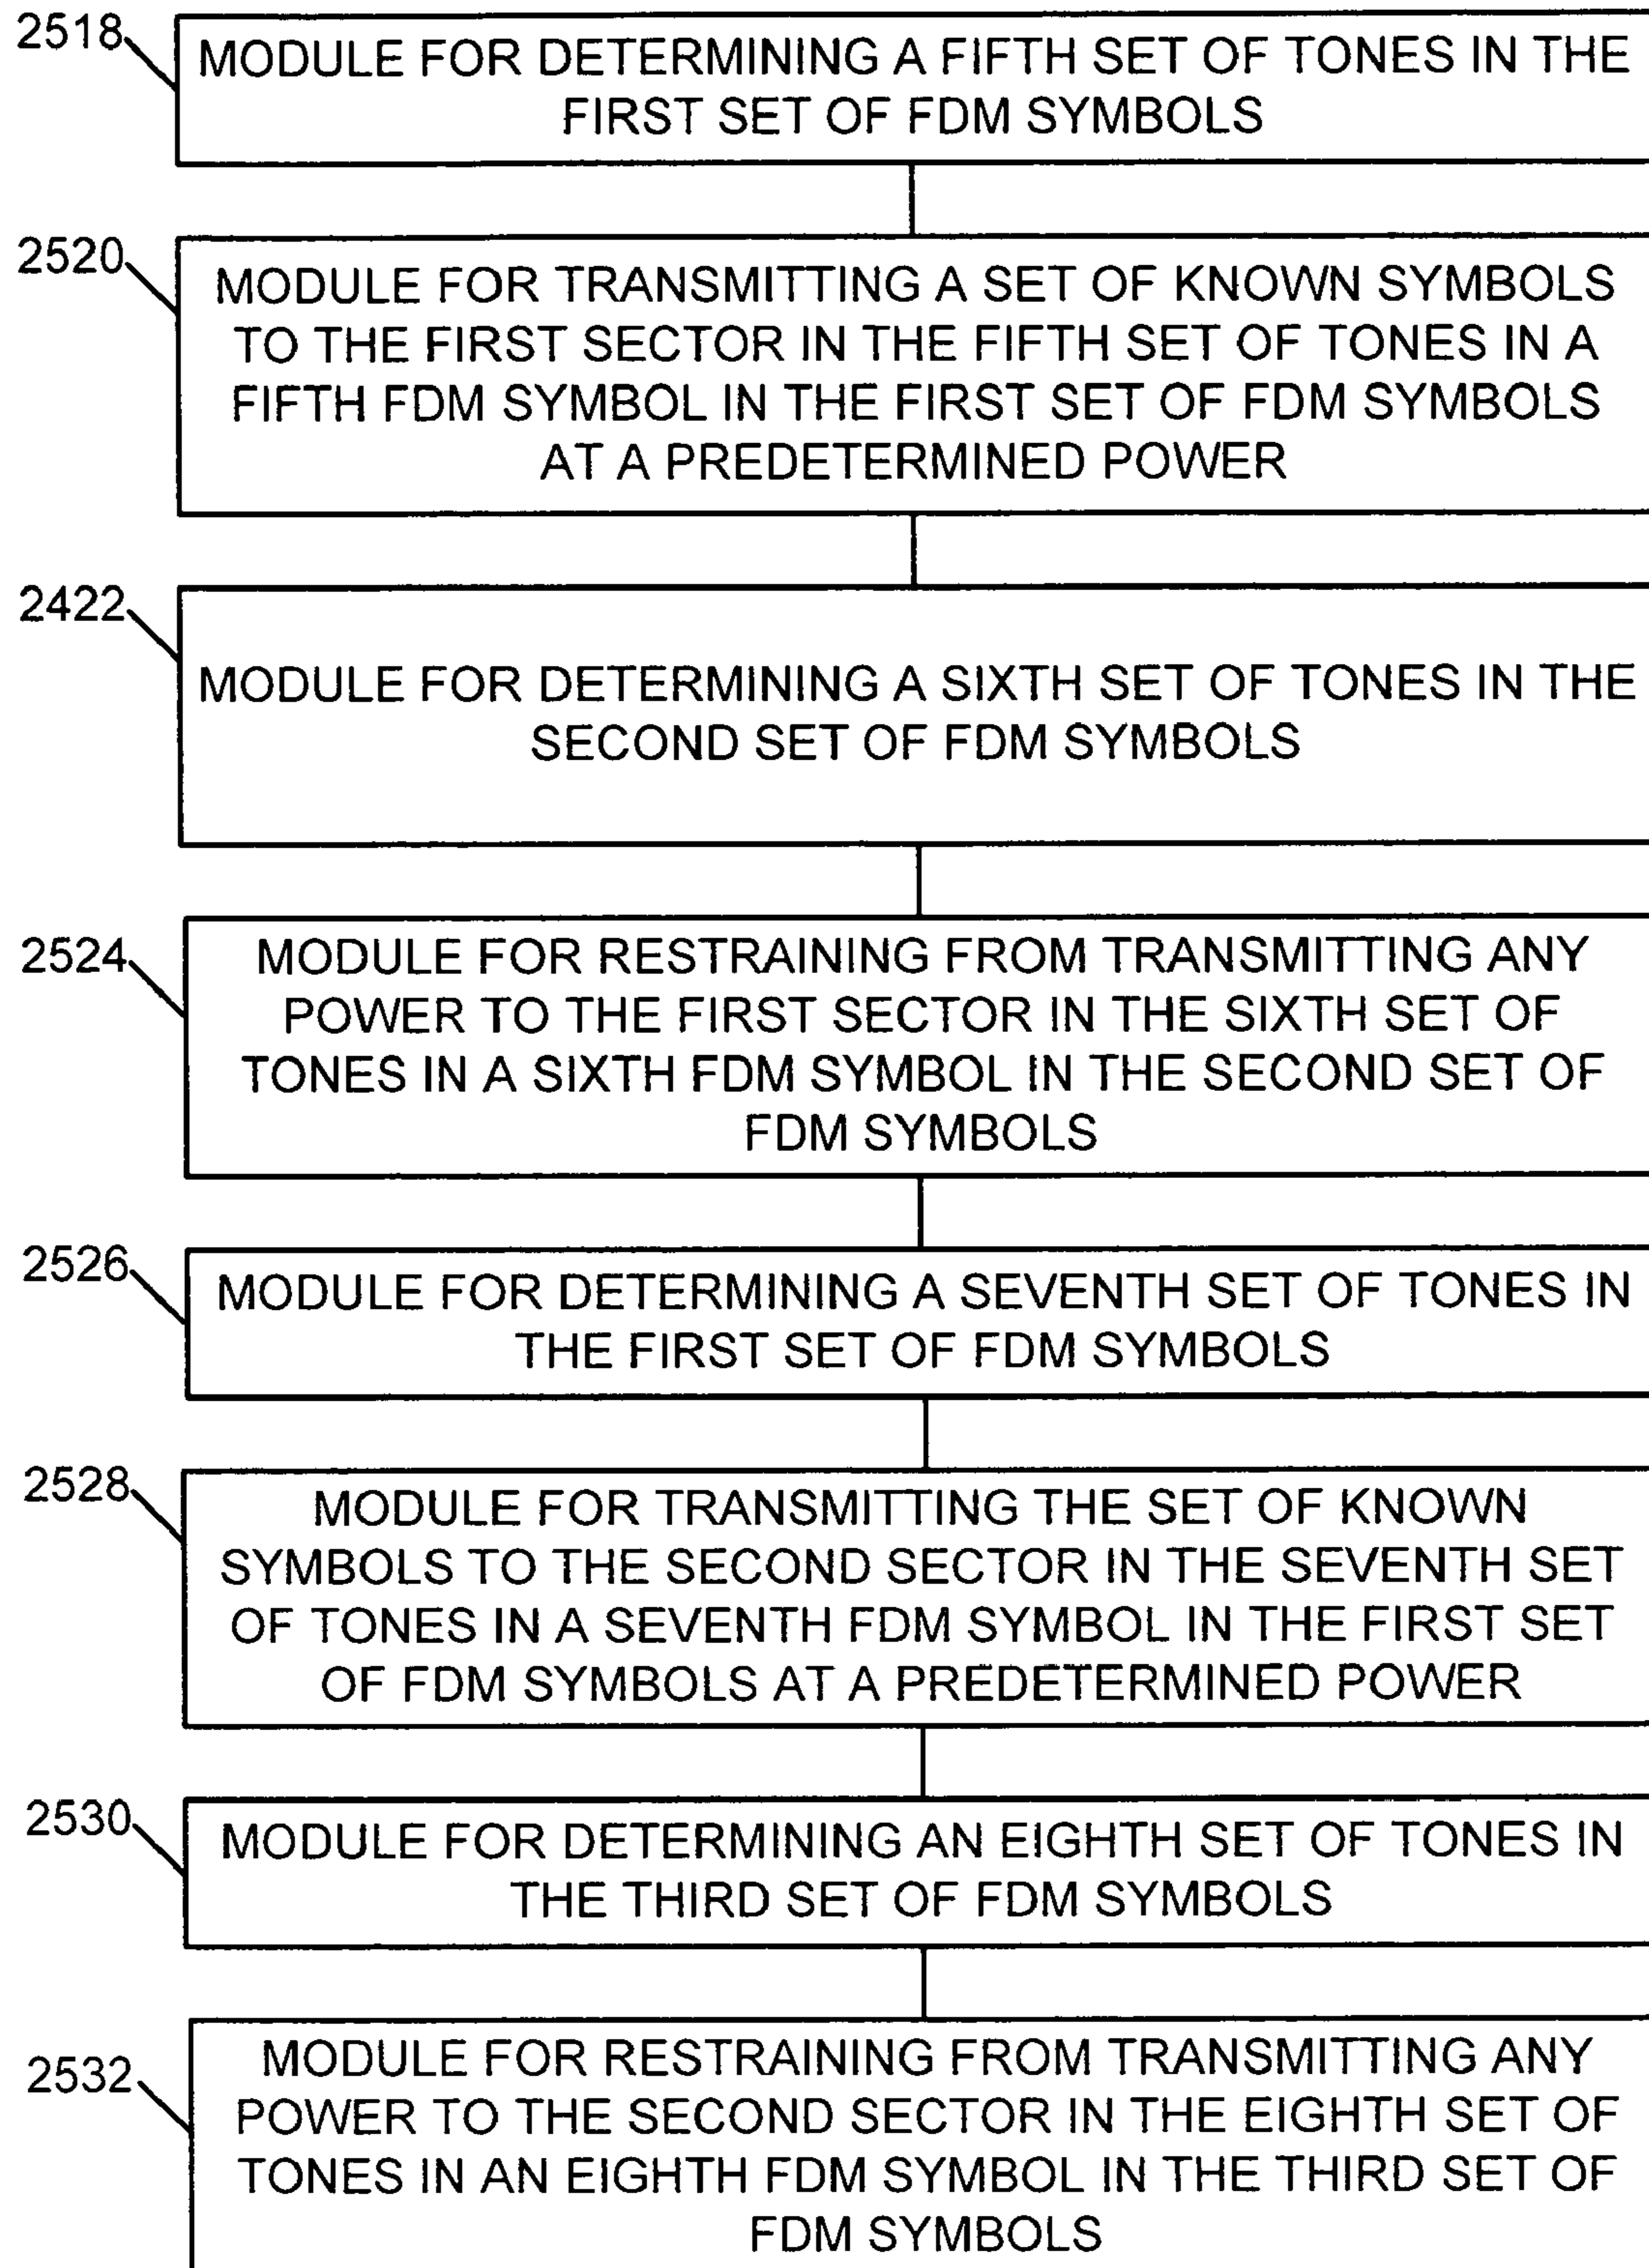 2518
MODULE FOR DETERMINING A FIFTH SET OF TONES IN THE
FIRST SET OF FDM SYMBOLS
2520
MODULE FOR TRANSMITTING A SET OF KNOWN SYMBOLS
TO THE FIRST SECTOR IN THE FIFTH SET OF TONES IN A
FIFTH FDM SYMBOL IN THE FIRST SET OF FDM SYMBOLS
AT A PREDETERMINED POWER
2422
MODULE FOR DETERMINING A SIXTH SET OF TONES IN THE
SECOND SET OF FDM SYMBOLS
2524
MODULE FOR RESTRAINING FROM TRANSMITTING ANY
POWER TO THE FIRST SECTOR IN THE SIXTH SET OF
TONES IN A SIXTH FDM SYMBOL IN THE SECOND SET OF
FDM SYMBOLS
2526
MODULE FOR DETERMINING A SEVENTH SET OF TONES IN
THE FIRST SET OF FDM SYMBOLS
2528
MODULE FOR TRANSMITTING THE SET OF KNOWN
SYMBOLS TO THE SECOND SECTOR IN THE SEVENTH SET
OF TONES IN A SEVENTH FDM SYMBOL IN THE FIRST SET
OF FDM SYMBOLS AT A PREDETERMINED POWER
2530
MODULE FOR DETERMINING AN EIGHTH SET OF TONES IN
THE THIRD SET OF FDM SYMBOLS
2532
MODULE FOR RESTRAINING FROM TRANSMITTING ANY
POWER TO THE SECOND SECTOR IN THE EIGHTH SET OF
TONES IN AN EIGHTH FDM SYMBOL IN THE THIRD SET OF
FDM SYMBOLS